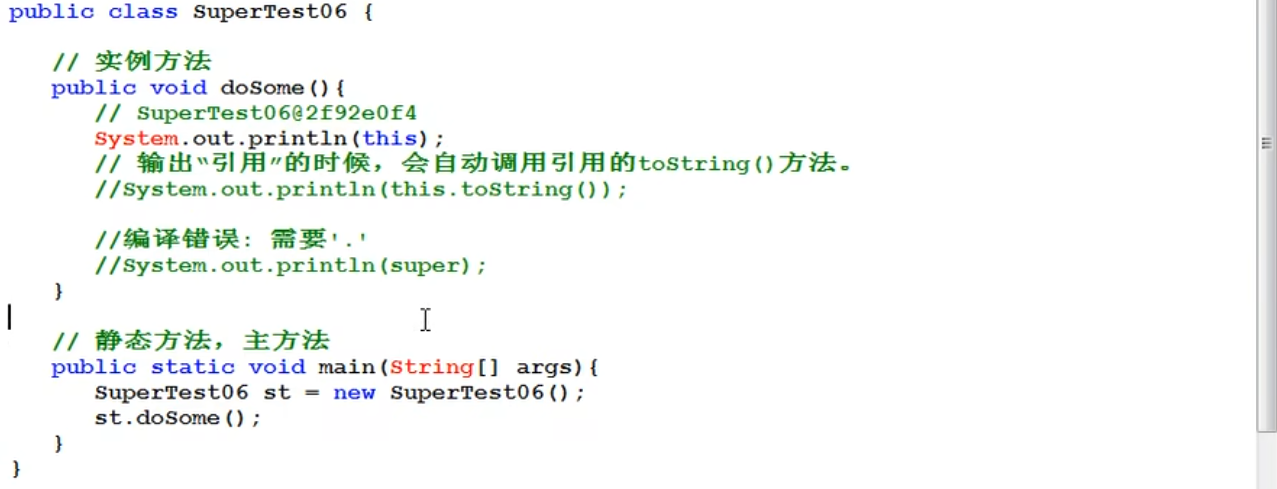 public class SuperTest06 {
// 实例方法
public void doSome(){
// SuperTest06@2f92e0f4
System.out.println(this);
// 输出“引用”的时候，会自动调用引用的toString()方法。
//System.out.println(this.toString());
//编译错误: 需要'.'
//System.out.println(super);
}
// 静态方法，主方法
public static void main(String[] args){
SuperTest06 st = new SuperTest06();
st.doSome();
}
}